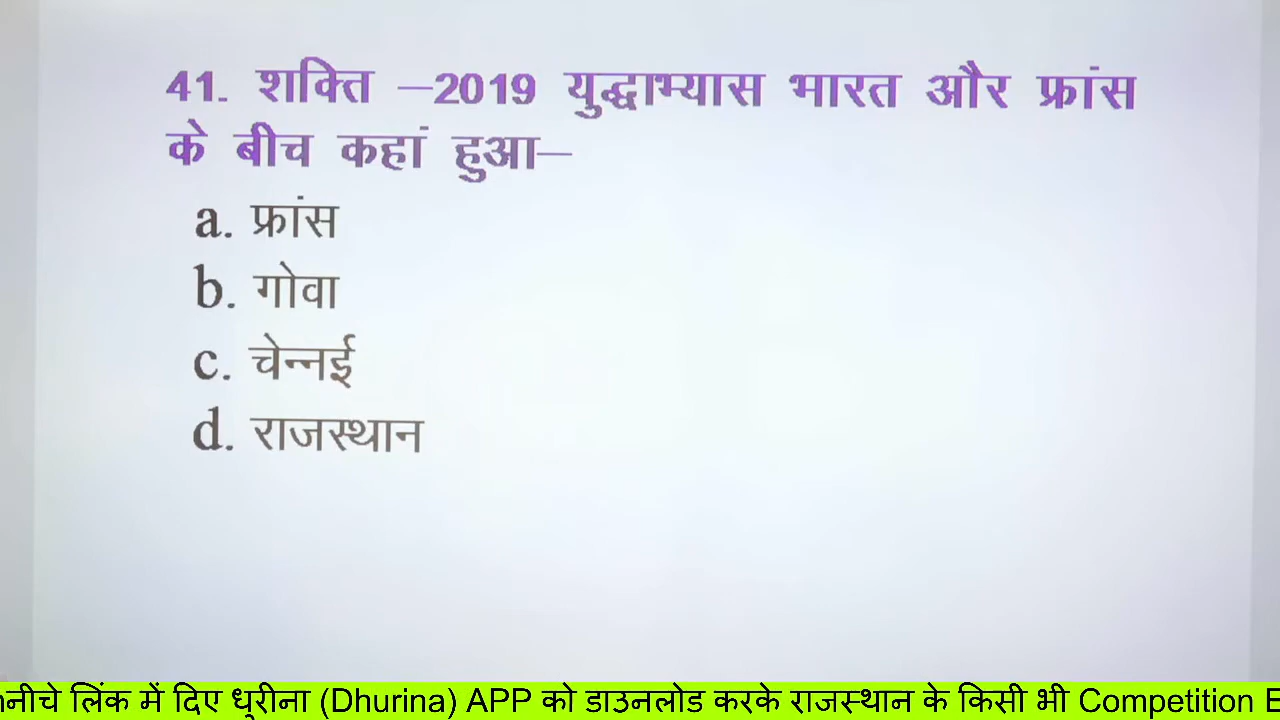 41. शक्ति –2019 युद्धाभ्यास भारत और फ्रांस
के बीच कहां हुआ–
a. फ्रांस
b. गोवा
c. चेन्नई
d. राजस्थान
नीचे लिंक में दिए धुरीना (Dhurina) APP को डाउनलोड करके राजस्थान के किसी भी Competition